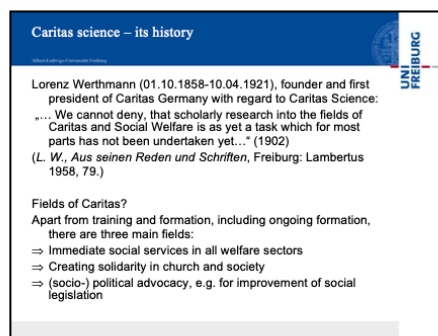 Caritas science – its history
Albert-Ludwigs-Universität Freiburg
UNI
FREIBURG
Lorenz Werthmann (01.10.1858-10.04.1921), founder and first
president of Caritas Germany with regard to Caritas Science:
„… We cannot deny, that scholarly research into the fields of
Caritas and Social Welfare is as yet a task which for most
parts has not been undertaken yet…“ (1902)
(L. W., Aus seinen Reden und Schriften, Freiburg: Lambertus
1958, 79.)
Fields of Caritas?
Apart from training and formation, including ongoing formation,
there are three main fields:
⇒ Immediate social services in all welfare sectors
⇒ Creating solidarity in church and society
⇒ (socio-) political advocacy, e.g. for improvement of social
legislation